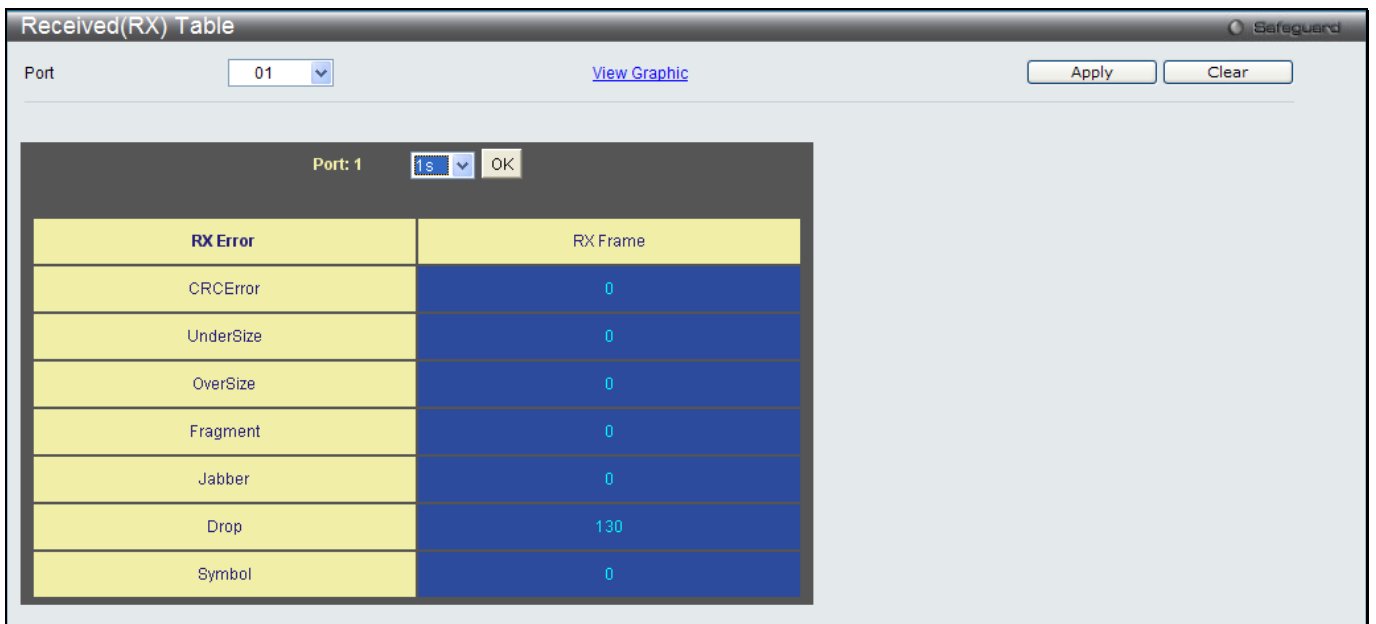 Received(RX) Table Safeguard
Port 01 View Graphic Apply Clear
Port: 1 1s OK
RX Error RX Frame
CRCError 0
UnderSize 0
OverSize 0
Fragment 0
Jabber 0
Drop 130
Symbol 0